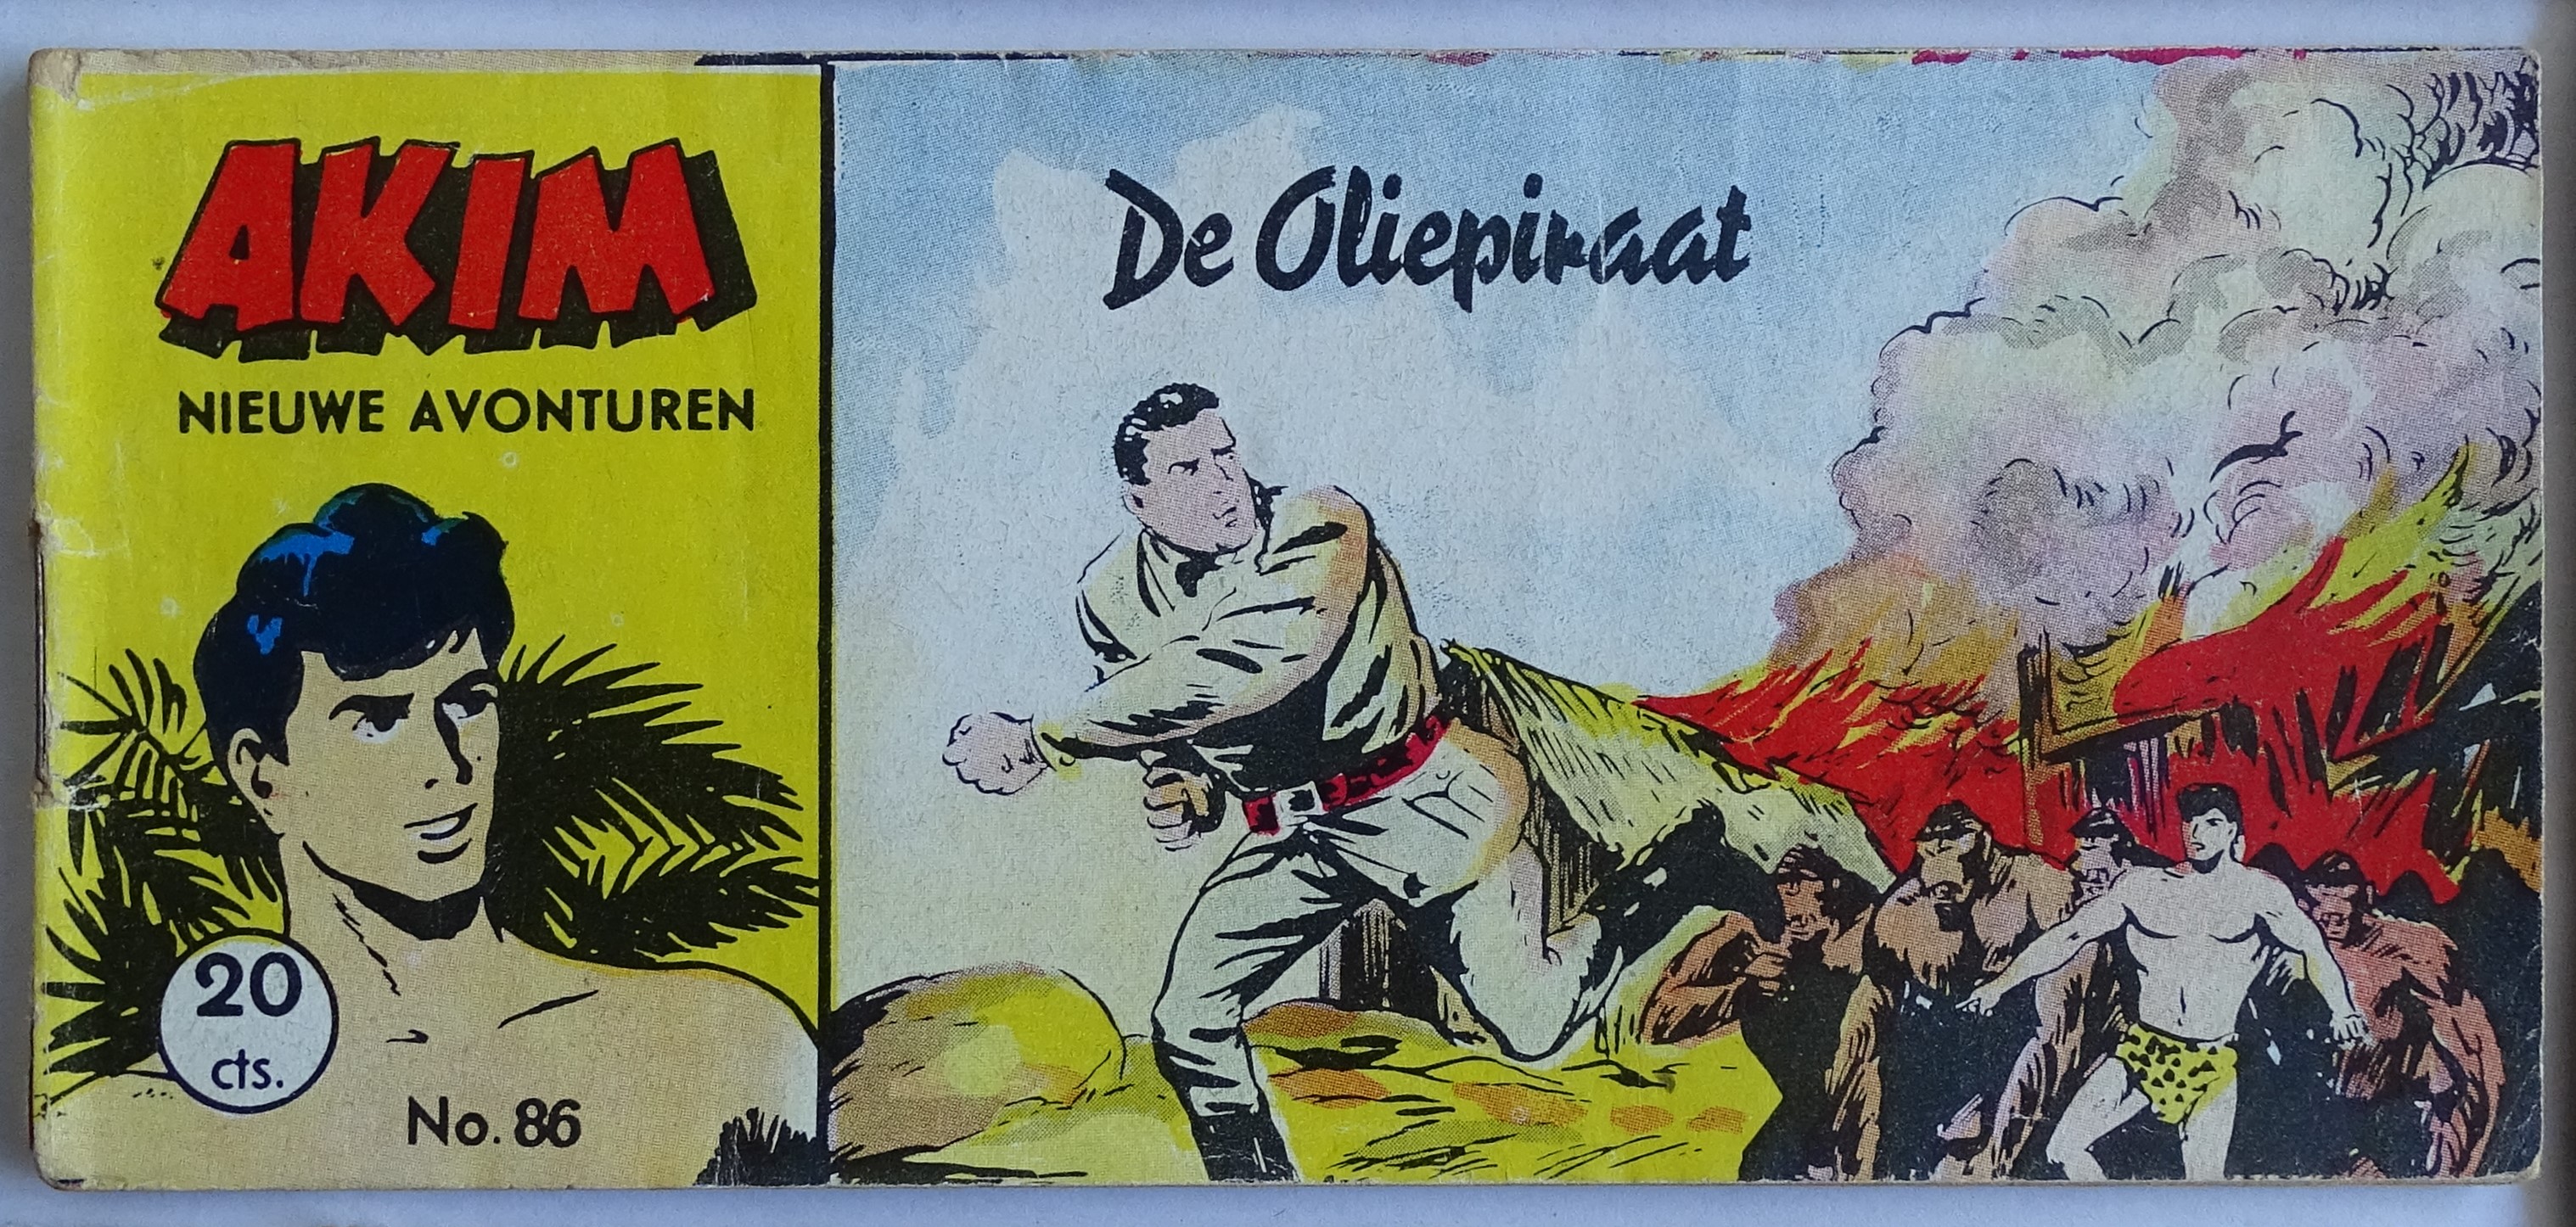 AKIM
NIEUWE AVONTUREN
20
cts.
No. 86
De Oliepiraat